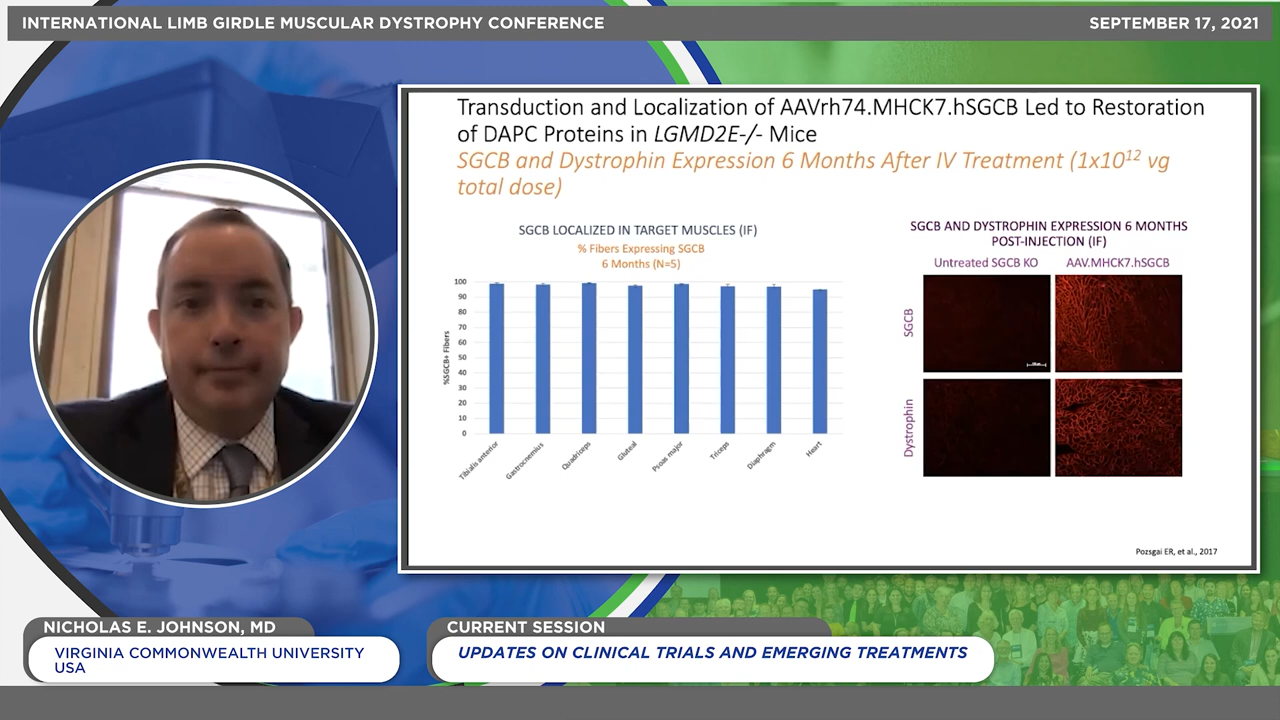 INTERNATIONAL LIMB GIRDLE MUSCULAR DYSTROPHY CONFERENCE
SEPTEMBER 17, 2021
Transduction and Localization of AAVrh74.MHCK7.hSGCB Led to Restoration
of DAPC Proteins in LGMD2E-/- Mice
SGCB and Dystrophin Expression 6 Months After IV Treatment (1x10¹² vg
total dose)
SGCB LOCALIZED IN TARGET MUSCLES (IF)
% Fibers Expressing SGCB
6 Months (N=5)
%SGCB+ Fibers
100
90
80
70
60
50
40
30
20
10
0
Tibialis anterior
Gastrocnemius
Quadriceps
Gluteal
Psoas major
Triceps
Diaphragm
Heart
SGCB AND DYSTROPHIN EXPRESSION 6 MONTHS
POST-INJECTION (IF)
Untreated SGCB KO
AAV.MHCK7.hSGCB
SGCB
Dystrophin
Pozsgai ER, et al., 2017
NICHOLAS E. JOHNSON, MD
VIRGINIA COMMONWEALTH UNIVERSITY
USA
CURRENT SESSION
UPDATES ON CLINICAL TRIALS AND EMERGING TREATMENTS